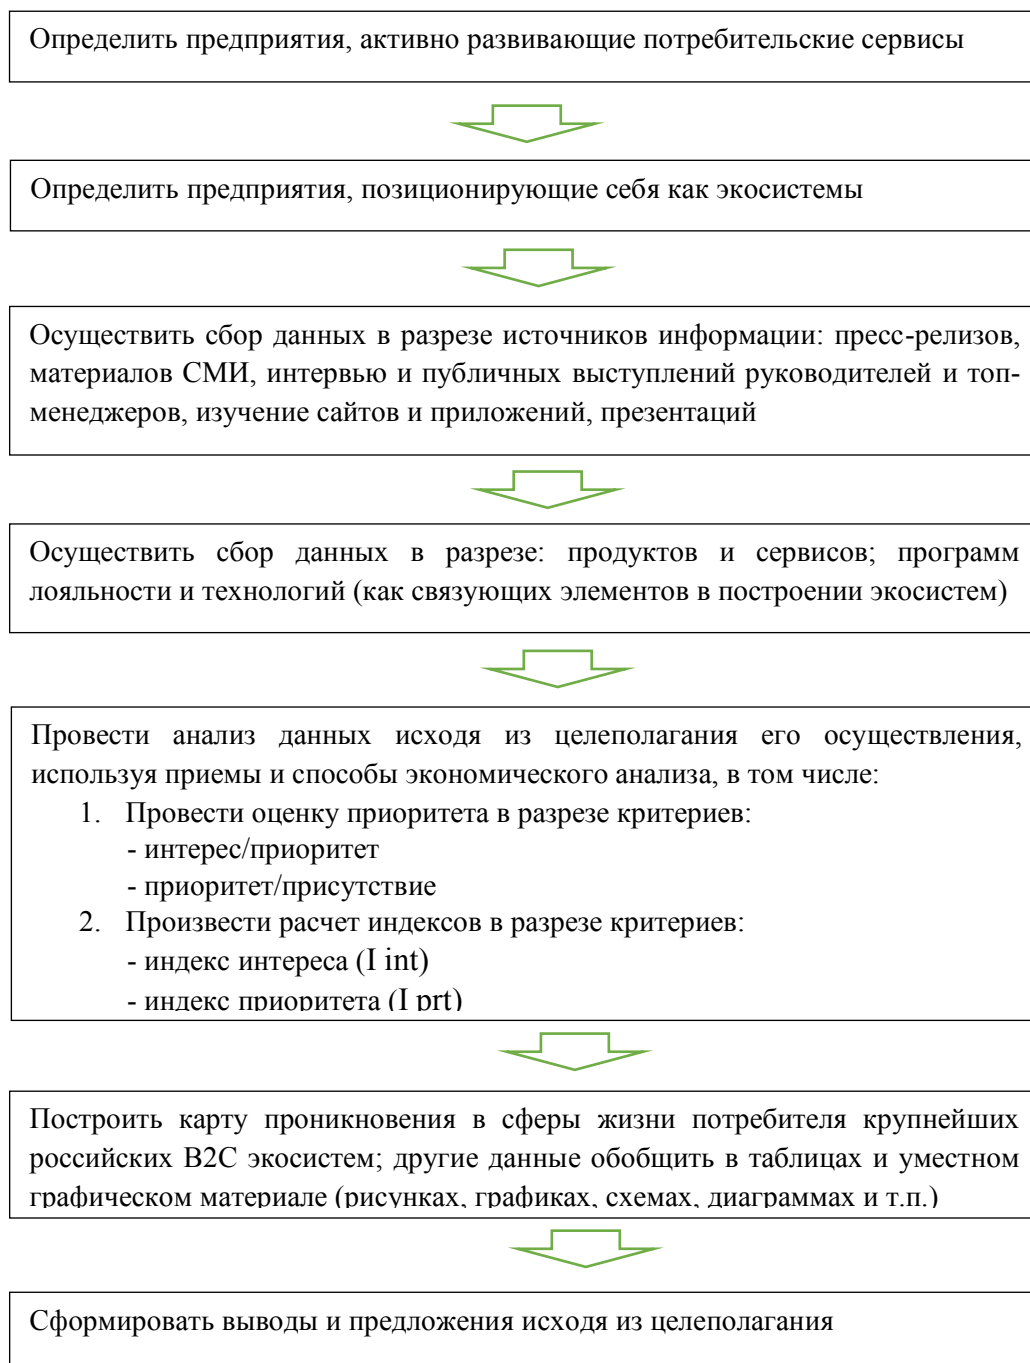 Определить предприятия, активно развивающие потребительские сервисы
Определить предприятия, позиционирующие себя как экосистемы
Осуществить сбор данных в разрезе источников информации: пресс-релизов,
материалов СМИ, интервью и публичных выступлений руководителей и топ-
менеджеров, изучение сайтов и приложений, презентаций
Осуществить сбор данных в разрезе: продуктов и сервисов; программ
лояльности и технологий (как связующих элементов в построении экосистем)
Провести анализ данных исходя из целеполагания его осуществления,
используя приемы и способы экономического анализа, в том числе:
1. Провести оценку приоритета в разрезе критериев:
- интерес/приоритет
- приоритет/присутствие
2. Произвести расчет индексов в разрезе критериев:
- индекс интереса (I int)
- индекс приоритета (I prt)
Построить карту проникновения в сферы жизни потребителя крупнейших
российских B2C экосистем; другие данные обобщить в таблицах и уместном
графическом материале (рисунках, графиках, схемах, диаграммах и т.п.)
Сформировать выводы и предложения исходя из целеполагания